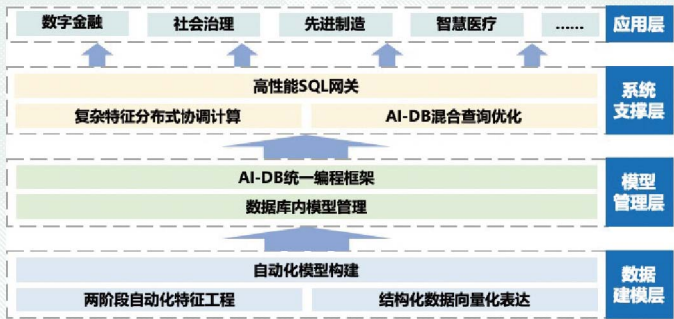 数字金融
社会治理
先进制造
智慧医疗
......
应用层
高性能SQL网关
复杂特征分布式协调计算
AI-DB混合查询优化
系统
支撑层
AI-DB统一编程框架
数据库内模型管理
模型
管理层
自动化模型构建
两阶段自动化特征工程
结构化数据向量化表达
数据
建模层